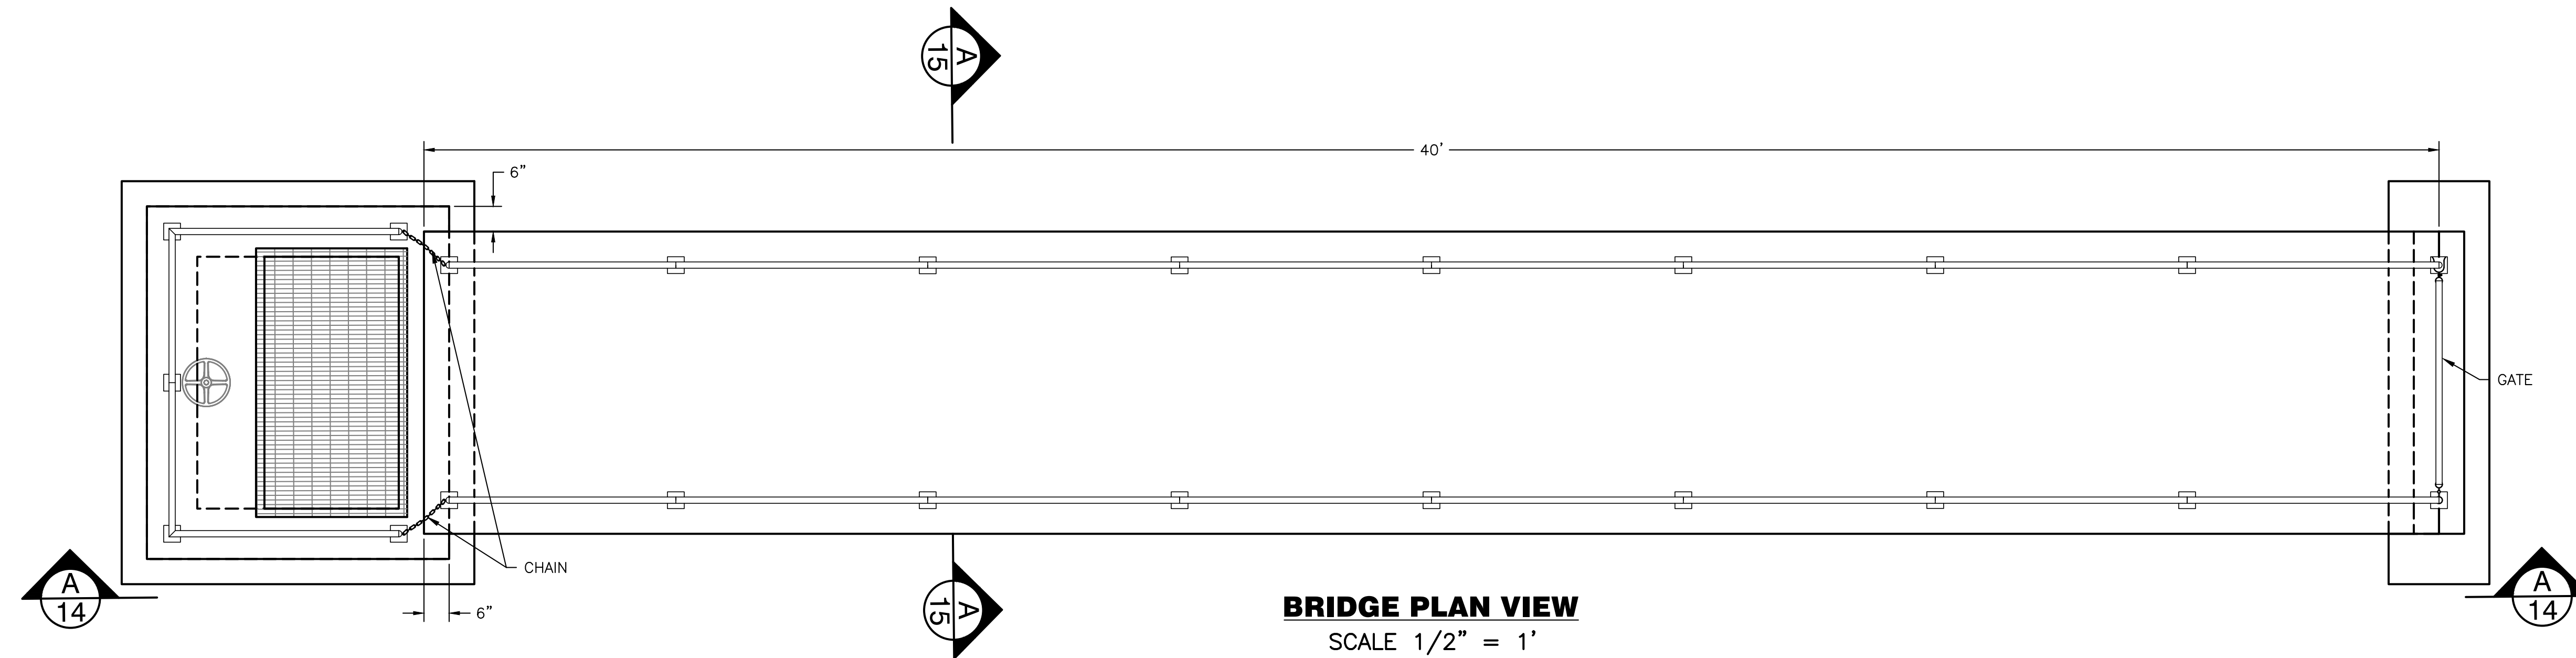 A
15
40'
6"
GATE
CHAIN
A
14
6"
A
15
BRIDGE PLAN VIEW
SCALE 1/2" = 1'
A
14